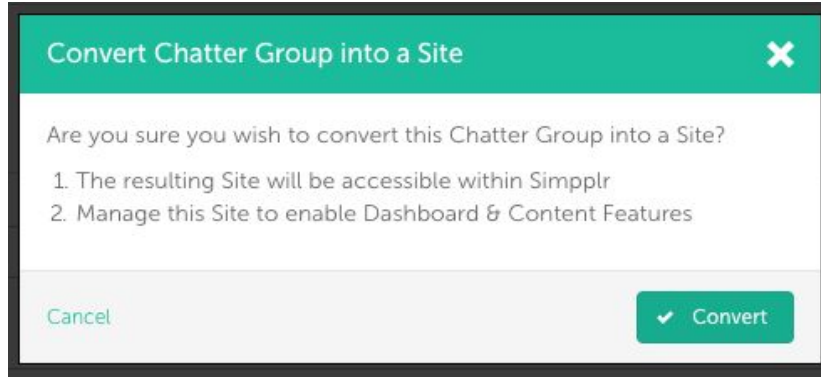 Convert Chatter Group into a Site
Are you sure you wish to convert this Chatter Group into a Site?
1. The resulting Site will be accessible within Simpplr
2. Manage this Site to enable Dashboard & Content Features
Cancel
Convert